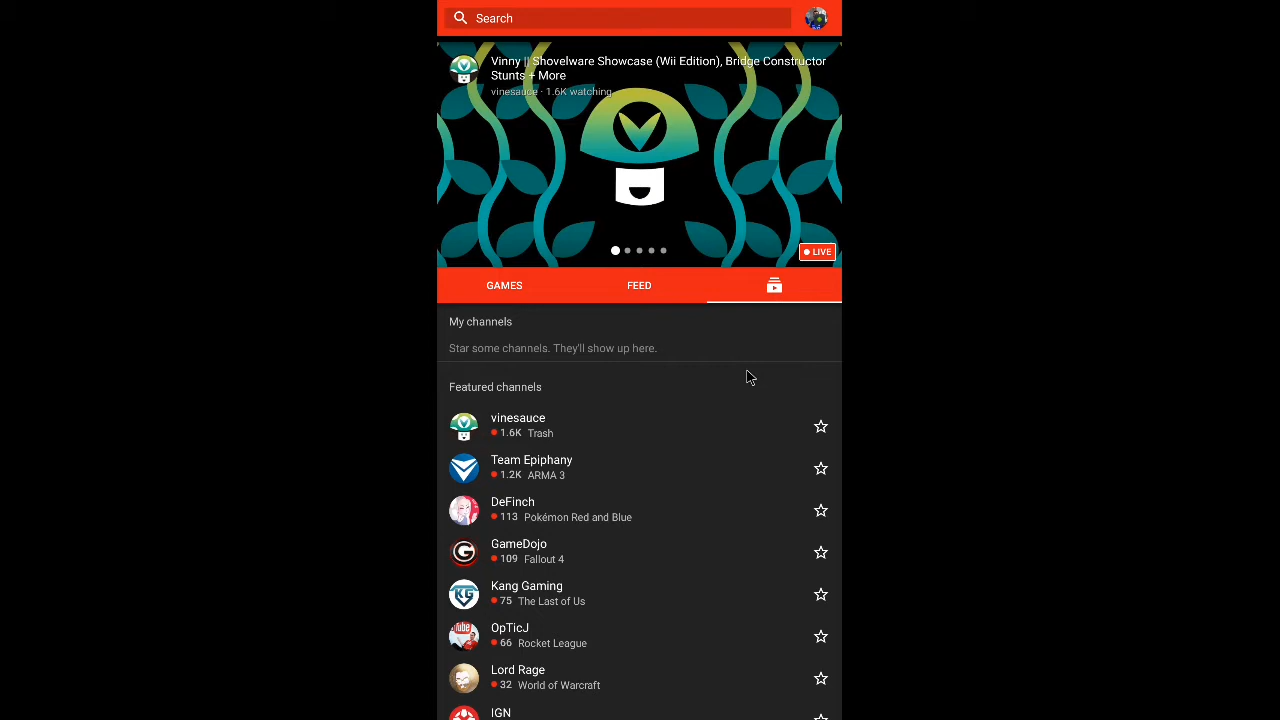 Search
Vinny || Shovelware Showcase (Wii Edition), Bridge Constructor
Stunts + More
vinesauce · 1.6K watching
LIVE
GAMES
FEED
My channels
Star some channels. They'll show up here.
Featured channels
vinesauce
1.6K Trash
Team Epiphany
1.2K ARMA 3
DeFinch
113 Pokémon Red and Blue
GameDojo
109 Fallout 4
Kang Gaming
75 The Last of Us
OpTicJ
66 Rocket League
Lord Rage
32 World of Warcraft
IGN